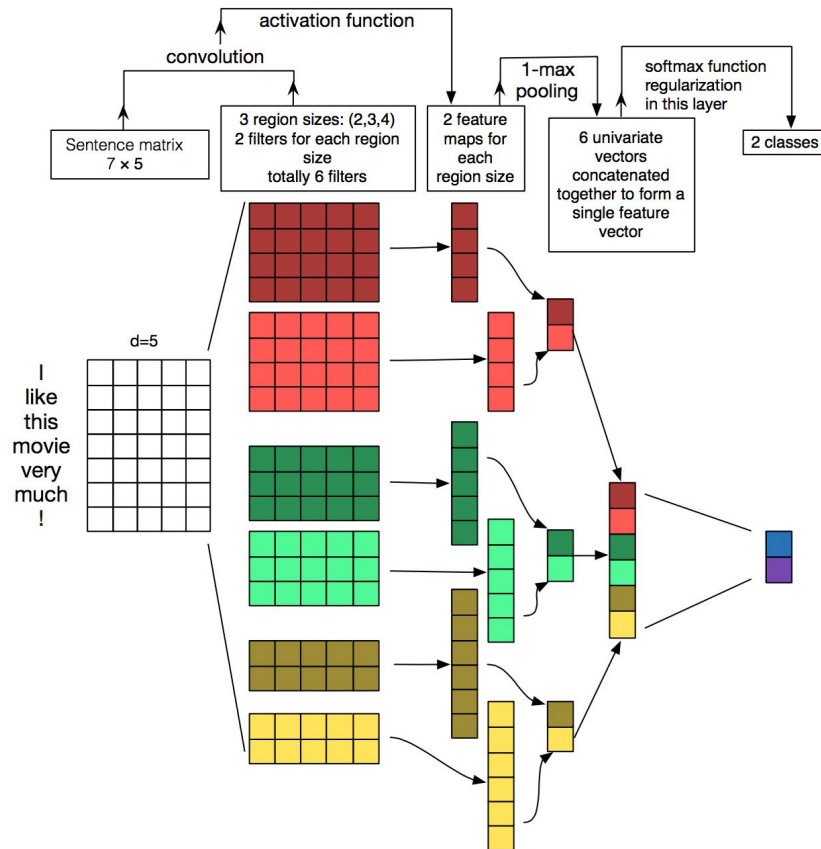 activation function
convolution
1-max
pooling
softmax function
regularization
in this layer
Sentence matrix
7 × 5
3 region sizes: (2,3,4)
2 filters for each region
size
totally 6 filters
2 feature
maps for
each
region size
6 univariate
vectors
concatenated
together to form a
single feature
vector
2 classes
d=5
I
like
this
movie
very
much
!